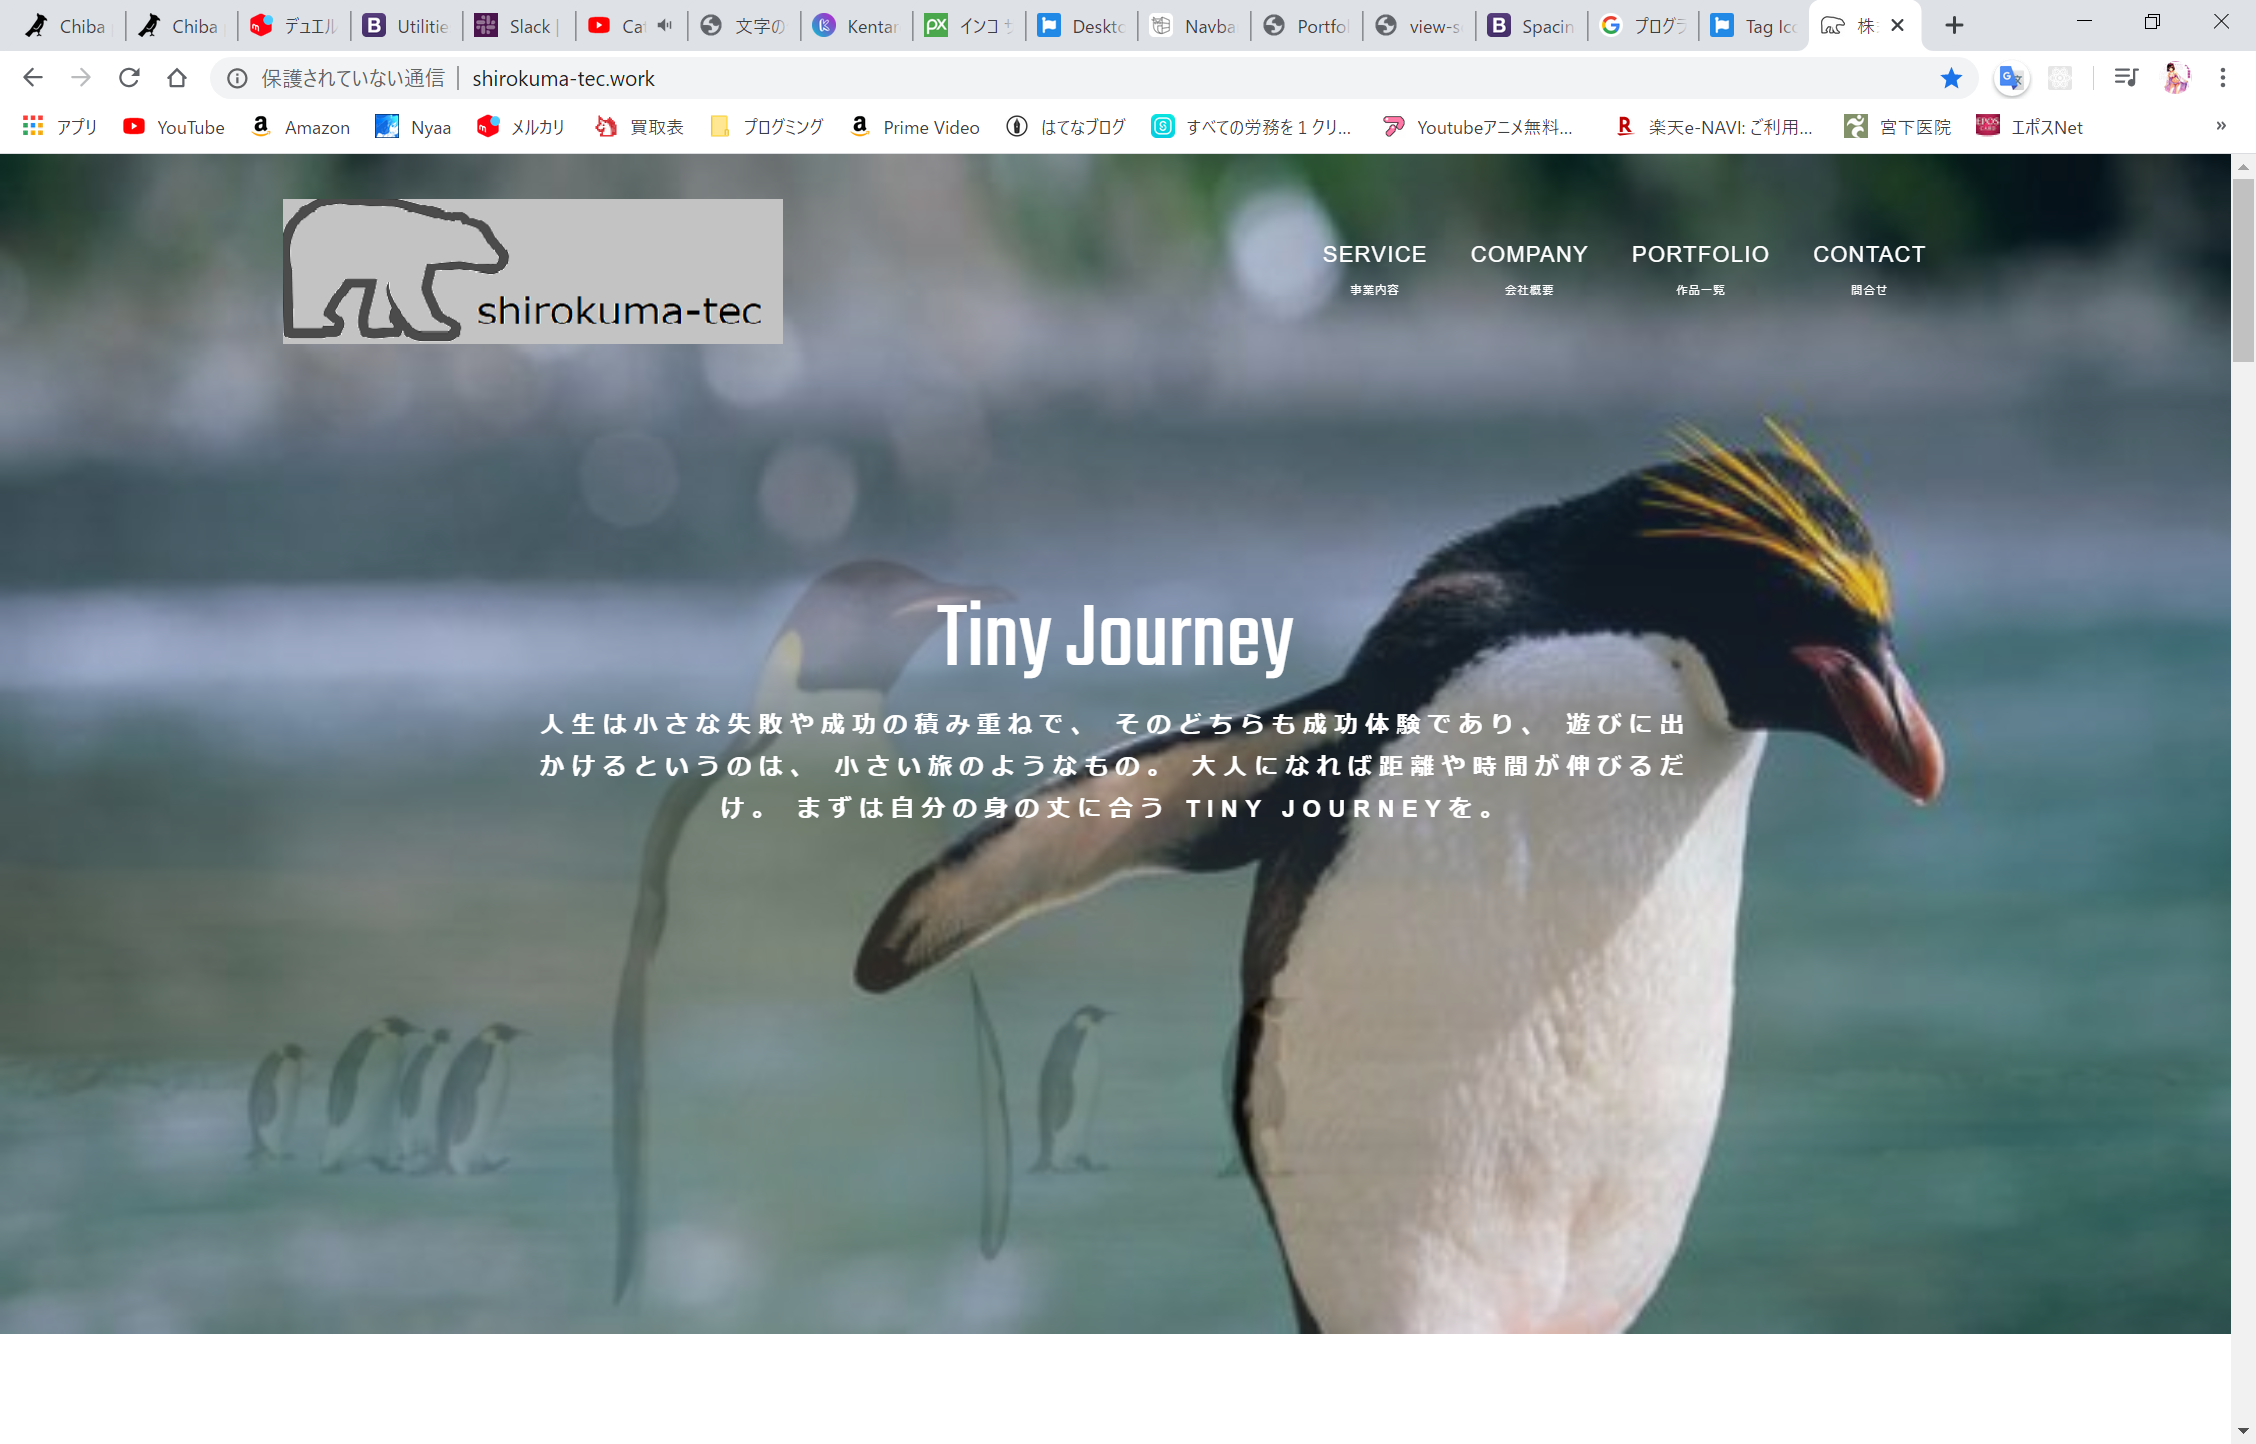 Chiba
Chiba
デュエル
Utilitie
Slack |
Cat
文字の
Kentar
インコ サ
Deskto
Navba
Portfol
view-so
Spacin
プログラ
Tag Ico
株
保護されていない通信
shirokuma-tec.work
アプリ
YouTube
Amazon
Nyaa
メルカリ
買取表
プログミング
Prime Video
はてなブログ
すべての労務を１クリ...
Youtubeアニメ無料...
楽天e-NAVI: ご利用...
宮下医院
エポスNet
»
shirokuma-tec
SERVICE COMPANY PORTFOLIO CONTACT
事業内容 会社概要 作品一覧 問合せ
Tiny Journey
人生は小さな失敗や成功の積み重ねで、 そのどちらも成功体験であり、 遊びに出
かけるというのは、 小さい旅のようなもの。 大人になれば距離や時間が伸びるだ
け。 まずは自分の身の丈に合う TINY JOURNEYを。